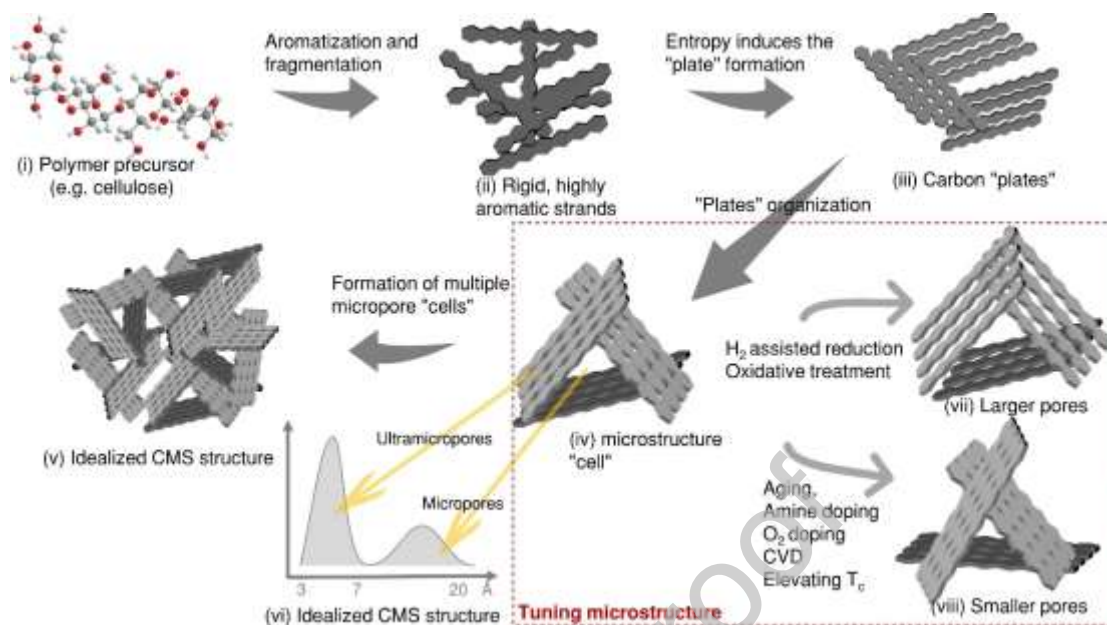 Aromatization and
fragmentation
Entropy induces the
"plate" formation
(i) Polymer precursor
(e.g. cellulose)
(ii) Rigid, highly
aromatic strands
(iii) Carbon "plates"
"Plates" organization
Formation of multiple
micropore "cells"
H2 assisted reduction
Oxidative treatment
(vii) Larger pores
(v) Idealized CMS structure
Ultramicropores
Micropores
(iv) microstructure
"cell"
Aging,
Amine doping
O2 doping
CVD
Elevating Tc
3 7 20 Å
(vi) Idealized CMS structure
Tuning microstructure
(viii) Smaller pores
roof